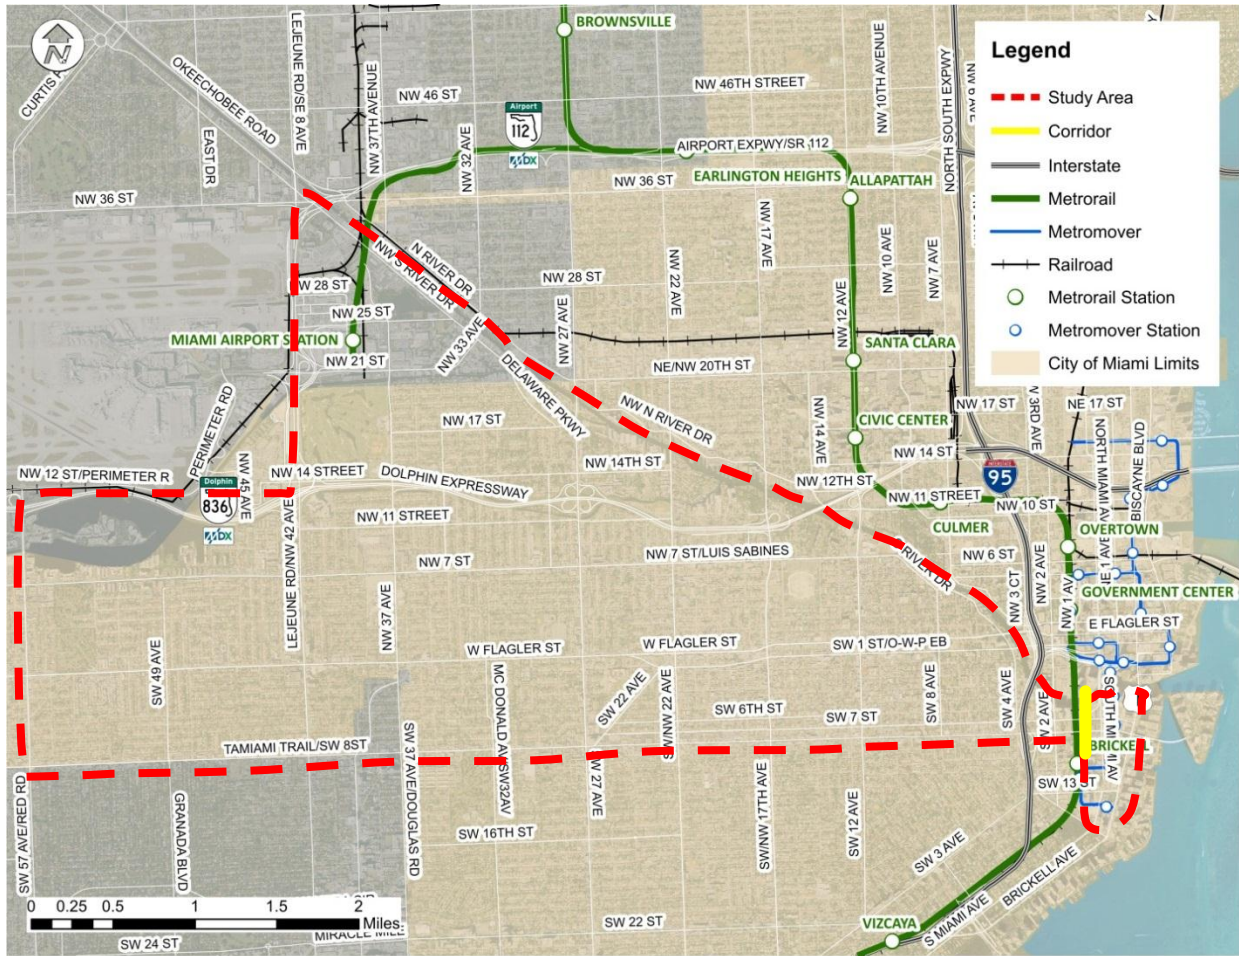 BROWNSVILLE
N
CURTIS
OKEECHOBEE ROAD
LEJEUNE RD/SE 8 AVE
NW 37TH AVENUE
NW 46 ST
NW 46TH STREET
NW 10TH AVENUE
NORTH SOUTH EXPWY
Airport
112
MDX
NW 32 AVE
AIRPORT EXPWY/SR 112
EAST DR
NW 36 ST
NW 36 ST
EARLINGTON HEIGHTS
ALLAPATTAH
NW 17 AVE
NW 10 AVE
NW 7 AVE
N RIVER DR
NW S RIVER DR
NW 28 ST
NW 28 ST
NW 22 AVE
NW 25 ST
NW 27 AVE
NW 12 AVE
MIAMI AIRPORT STATION
NW 21 ST
NW 33 AVE
DELAWARE PKWY
SANTA CLARA
NE/NW 20TH ST
Legend
Study Area
Corridor
Interstate
Metrorail
Metromover
Railroad
Metrorail Station
Metromover Station
City of Miami Limits
PERIMETER RD
NW 17 ST
NW N RIVER DR
NW 14 AVE
CIVIC CENTER
NW 17 ST
NW 3RD AVE
NE 17 ST
NORTH MIAMI AV
BISCAYNE BLVD
NW 12 ST/PERIMETER R
NW 45 AVE
NW 14 STREET
DOLPHIN EXPRESSWAY
NW 14TH ST
NW 14 ST
NW 12TH ST
INTERSTATE
95
Dolphin
836
MDX
NW 11 STREET
NW 11 STREET
NW 10 ST
CULMER
OVERTOWN
LEJEUNE RD/NW 42 AVE
NW 7 ST
NW 7 ST/LUIS SABINES
RIVER DR
NW 6 ST
NW 2 AVE
NE 1 AVE
NW 37 AVE
NW 3 CT
NW 1 AV
GOVERNMENT CENTER
E FLAGLER ST
SW 49 AVE
W FLAGLER ST
W FLAGLER ST
SW 1 ST/O-W-P EB
MC DONALD AV/SW32AV
SW 22 AVE
SW/NW 22 AVE
SW 8 AVE
SW 4 AVE
SW 2 AVE
SOUTH MIAMI AV
SW 6TH ST
SW 7 ST
TAMIAMI TRAIL/SW 8ST
BRICKELL
SW 13 ST
SW 57 AVE/RED RD
GRANADA BLVD
SW 37 AVE/DOUGLAS RD
SW 27 AVE
SW/NW 17TH AVE
SW 12 AVE
SW 16TH ST
SW 3 AVE
BRICKELL AVE
S MIAMI AVE
VIZCAYA
SW 22 ST
SW 24 ST
MIRACLE MILE
0 0.25 0.5 1 1.5 2
Miles